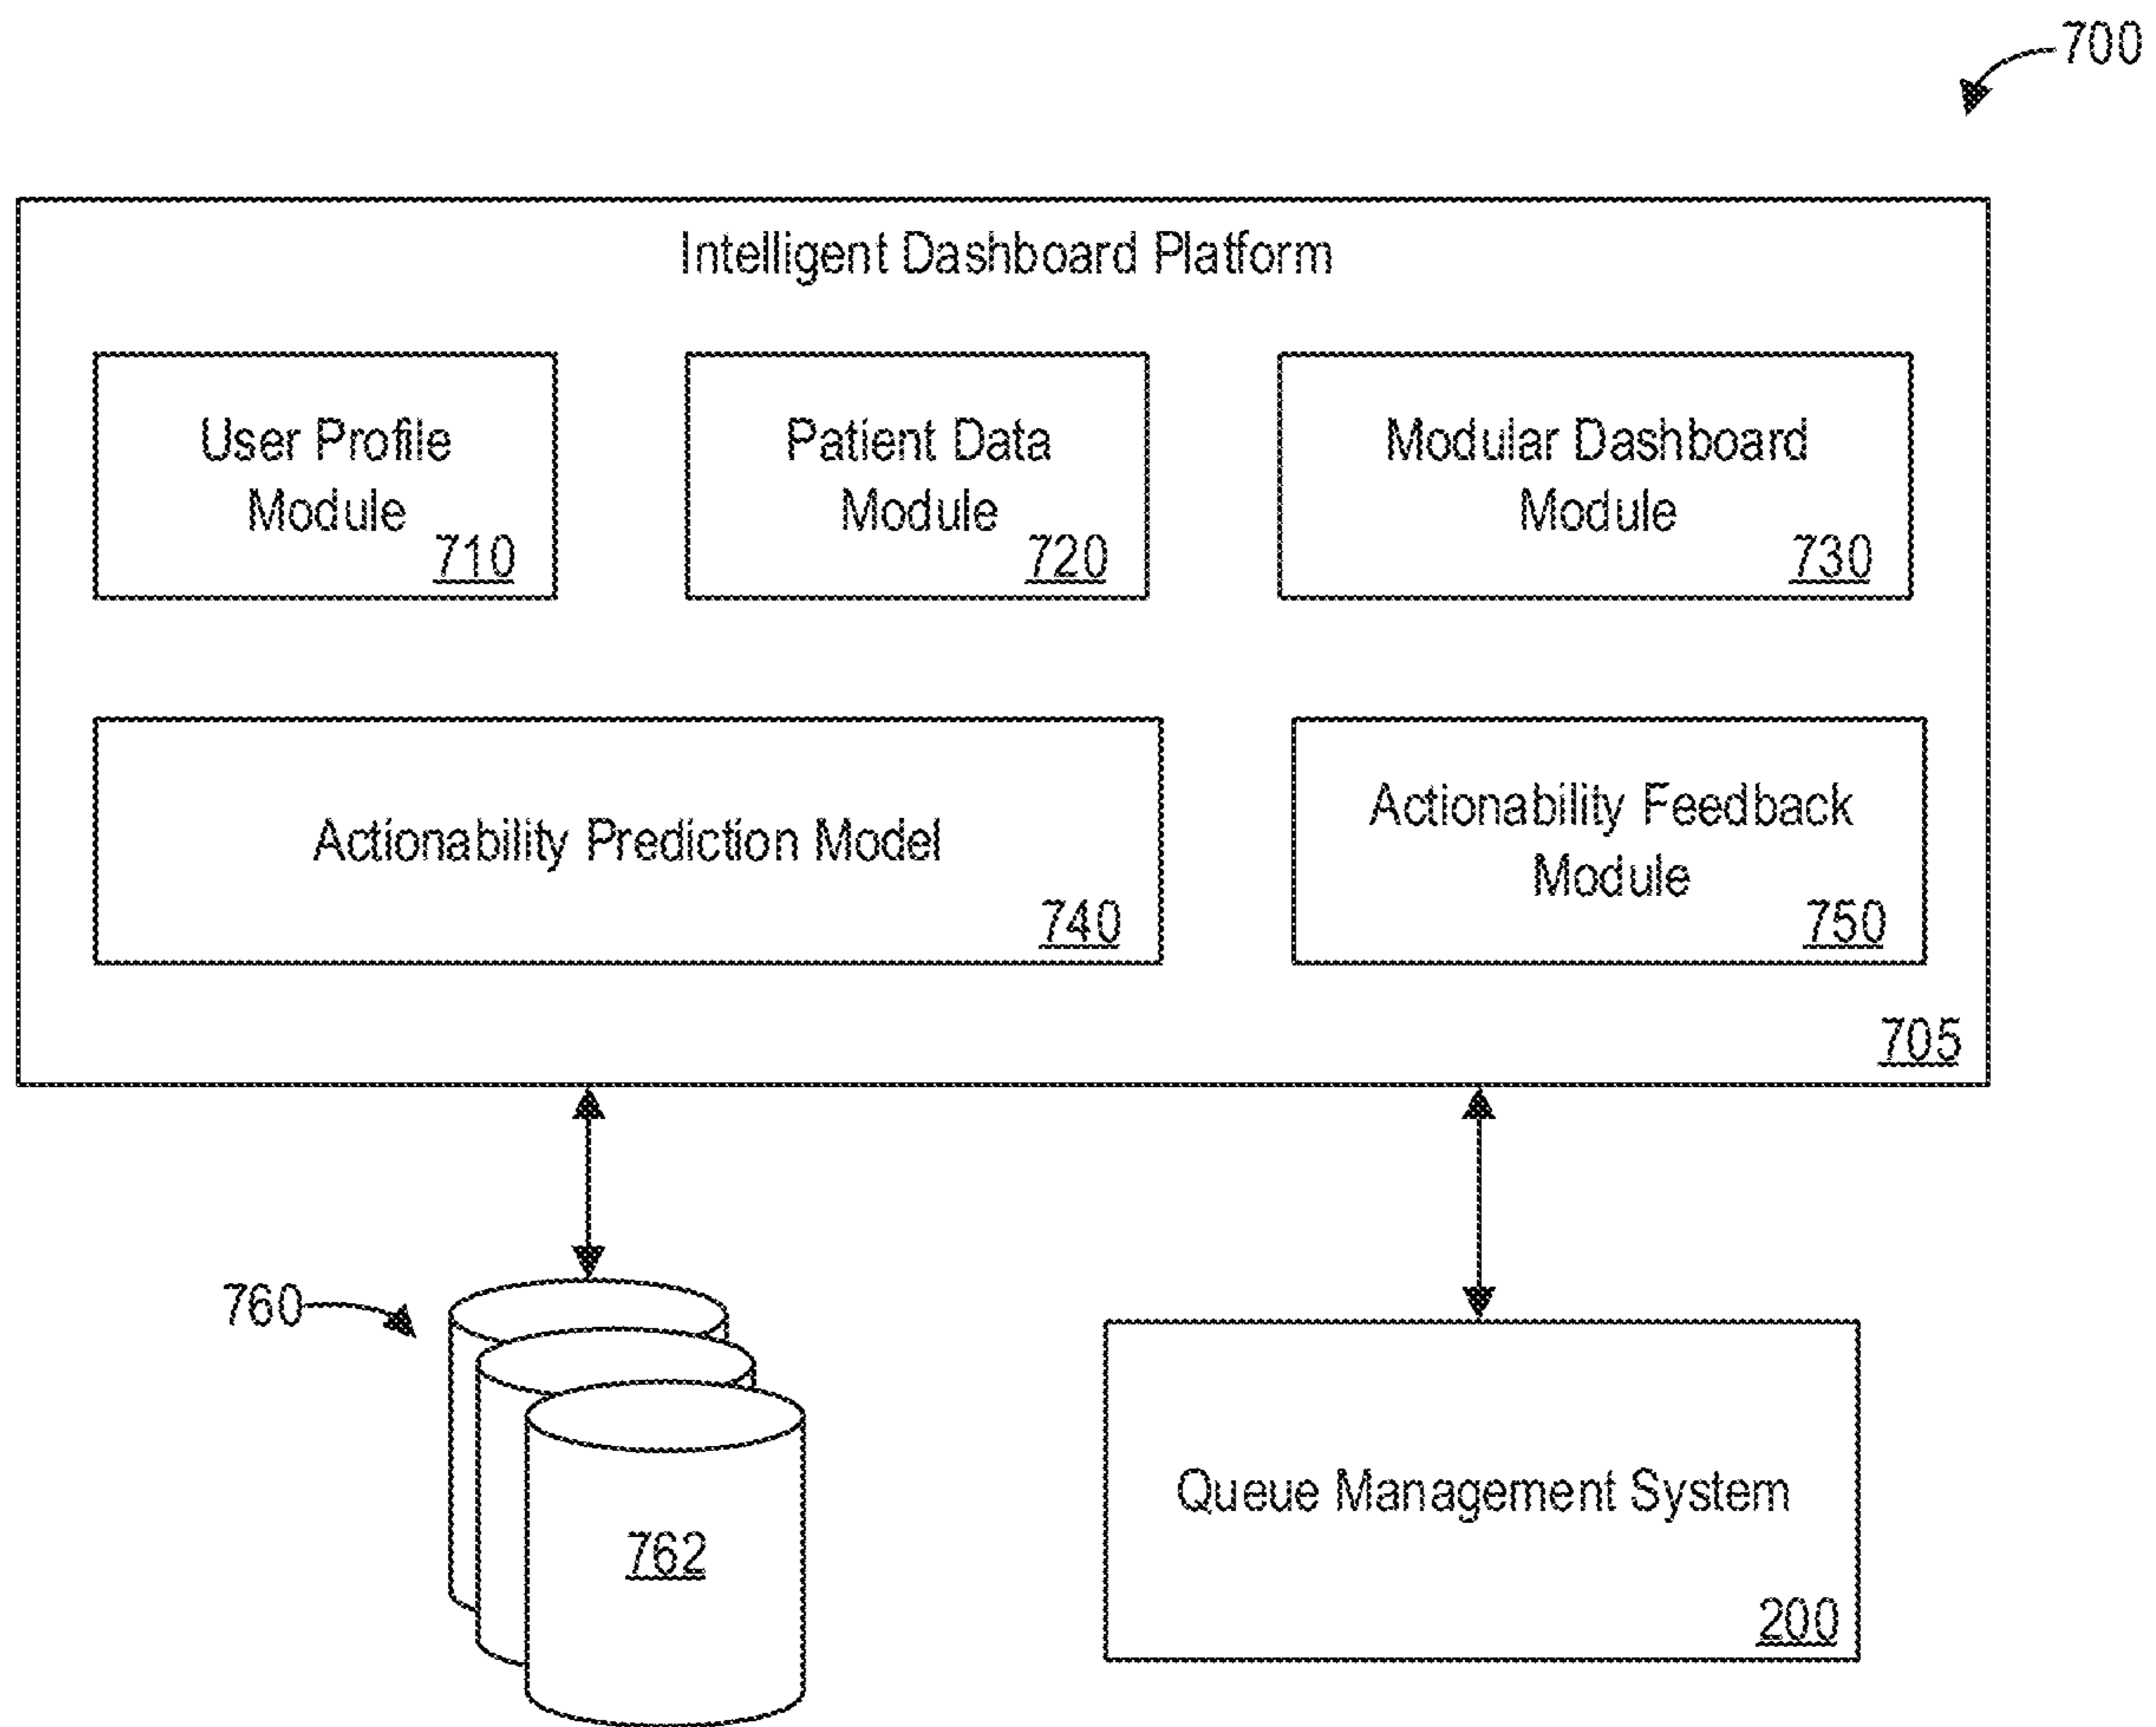 700
Intelligent Dashboard Platform
User Profile
Module
710
Patient Data
Module
720
Modular Dashboard
Module
730
Actionability Prediction Model
740
Actionability Feedback
Module
750
705
760
762
Queue Management System
200